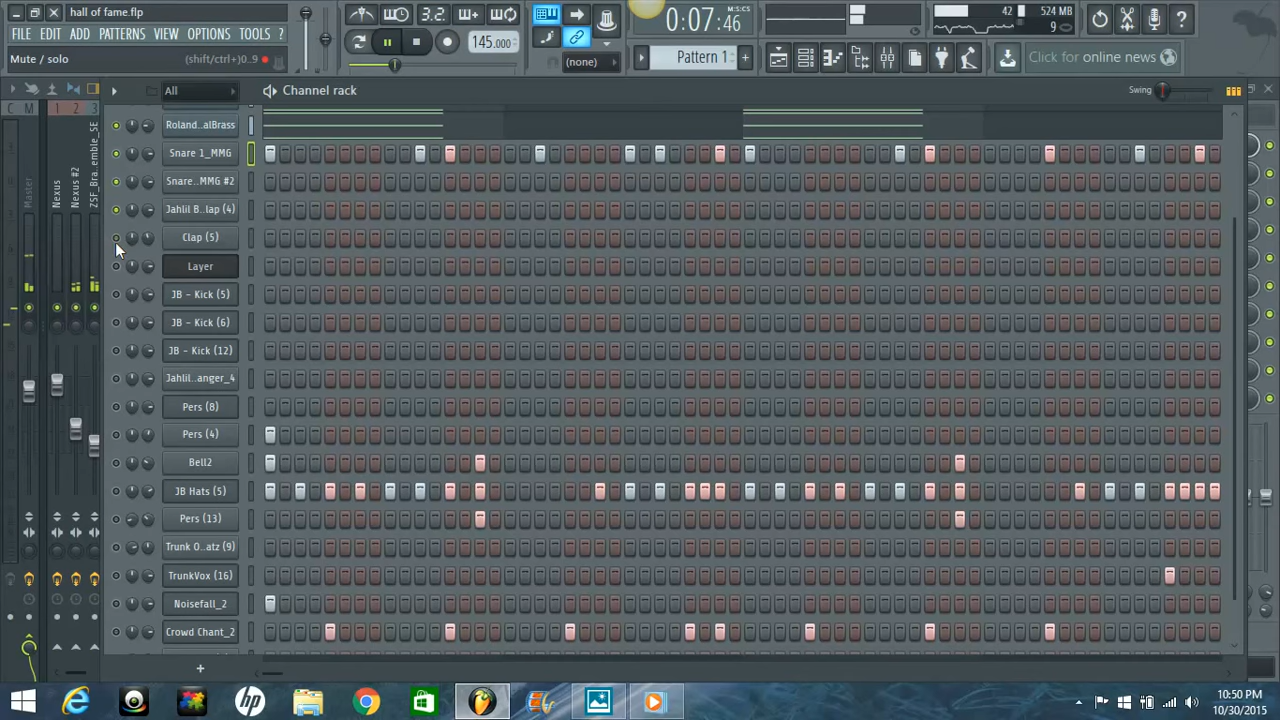 hall of fame.flp
FILE EDIT ADD PATTERNS VIEW OPTIONS TOOLS ?
Mute / solo (shift/ctrl+)0..9
3.2
145.000
0:07:46
M:S:CS
(none)
Pattern 1
42
524 MB
9
Click for online news
All
Channel rack
Swing
C M 1 2 3
Master
Nexus
Nexus #2
Roland...alBrass
Snare 1_MMG
Snare..MMG #2
Jahlil B..lap (4)
Clap (5)
Layer
JB - Kick (5)
JB - Kick (6)
JB - Kick (12)
Jahlil..anger_4
Pers (8)
Pers (4)
Bell2
JB Hats (5)
Pers (13)
Trunk O...atz (9)
TrunkVox (16)
Noisefall_2
Crowd Chant_2
+
10:50 PM
10/30/2015